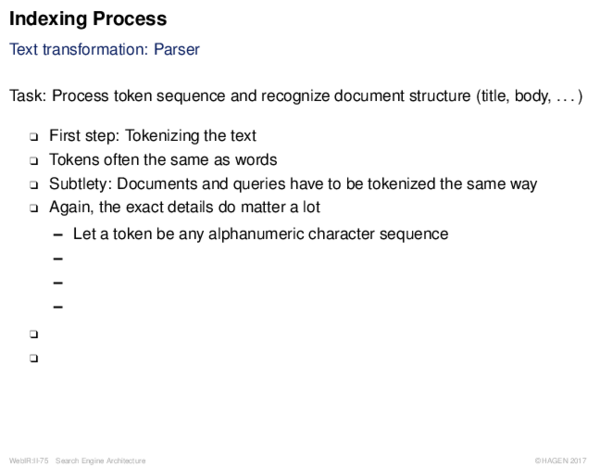 Indexing Process
Text transformation: Parser
Task: Process token sequence and recognize document structure (title, body, ...)
❑ First step: Tokenizing the text
❑ Tokens often the same as words
❑ Subtlety: Documents and queries have to be tokenized the same way
❑ Again, the exact details do matter a lot
– Let a token be any alphanumeric character sequence
–
–
–
❑
❑
WebIR:II-75 Search Engine Architecture ©HAGEN 2017